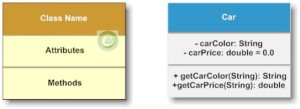 Class Name
Attributes
Methods
Car
- carColor: String
- carPrice: double = 0.0
+ getCarColor(String): String
+getCarPrice(String): double